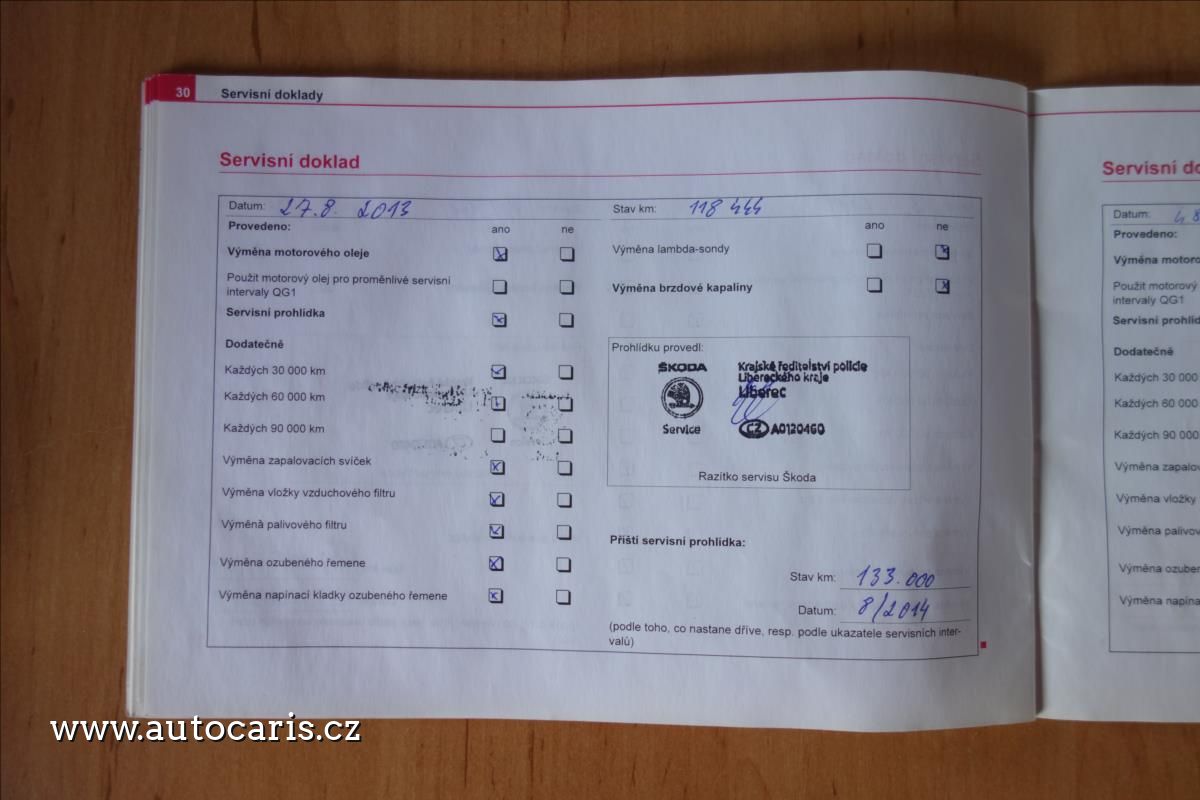 30 Servisní doklady
Servisní doklad
Datum: 27.8. 2013
Stav km: 118 444
Provedeno: ano ne
ano ne
Výměna motorového oleje
Použit motorový olej pro proměnlivé servisní
intervaly QG1
Servisní prohlídka
Dodatečně
Každých 30 000 km
Každých 60 000 km
Každých 90 000 km
Výměna zapalovacích svíček
Výměna vložky vzduchového filtru
Výměna palivového filtru
Výměna ozubeného řemene
Výměna napínací kladky ozubeného řemene
Výměna lambda-sondy
Výměna brzdové kapaliny
Prohlídku provedl:
ŠKODA
Service
Krajské ředitelství policie
Libereckého kraje
Liberec
CZ A0120460
Razítko servisu Škoda
Příští servisní prohlídka:
Stav km: 133.000
Datum: 8/2014
(podle toho, co nastane dříve, resp. podle ukazatele servisních inter-
valů)
Servisní do
Datum:
Provedeno:
Výměna motoro
Použit motorový
intervaly QG1
Servisní prohlíd
Dodatečně
Každých 30 000
Každých 60 000
Každých 90 000
Výměna zapalo
Výměna vložky
Výměna palivov
Výměna ozuber
Výměna napína
www.autocaris.cz